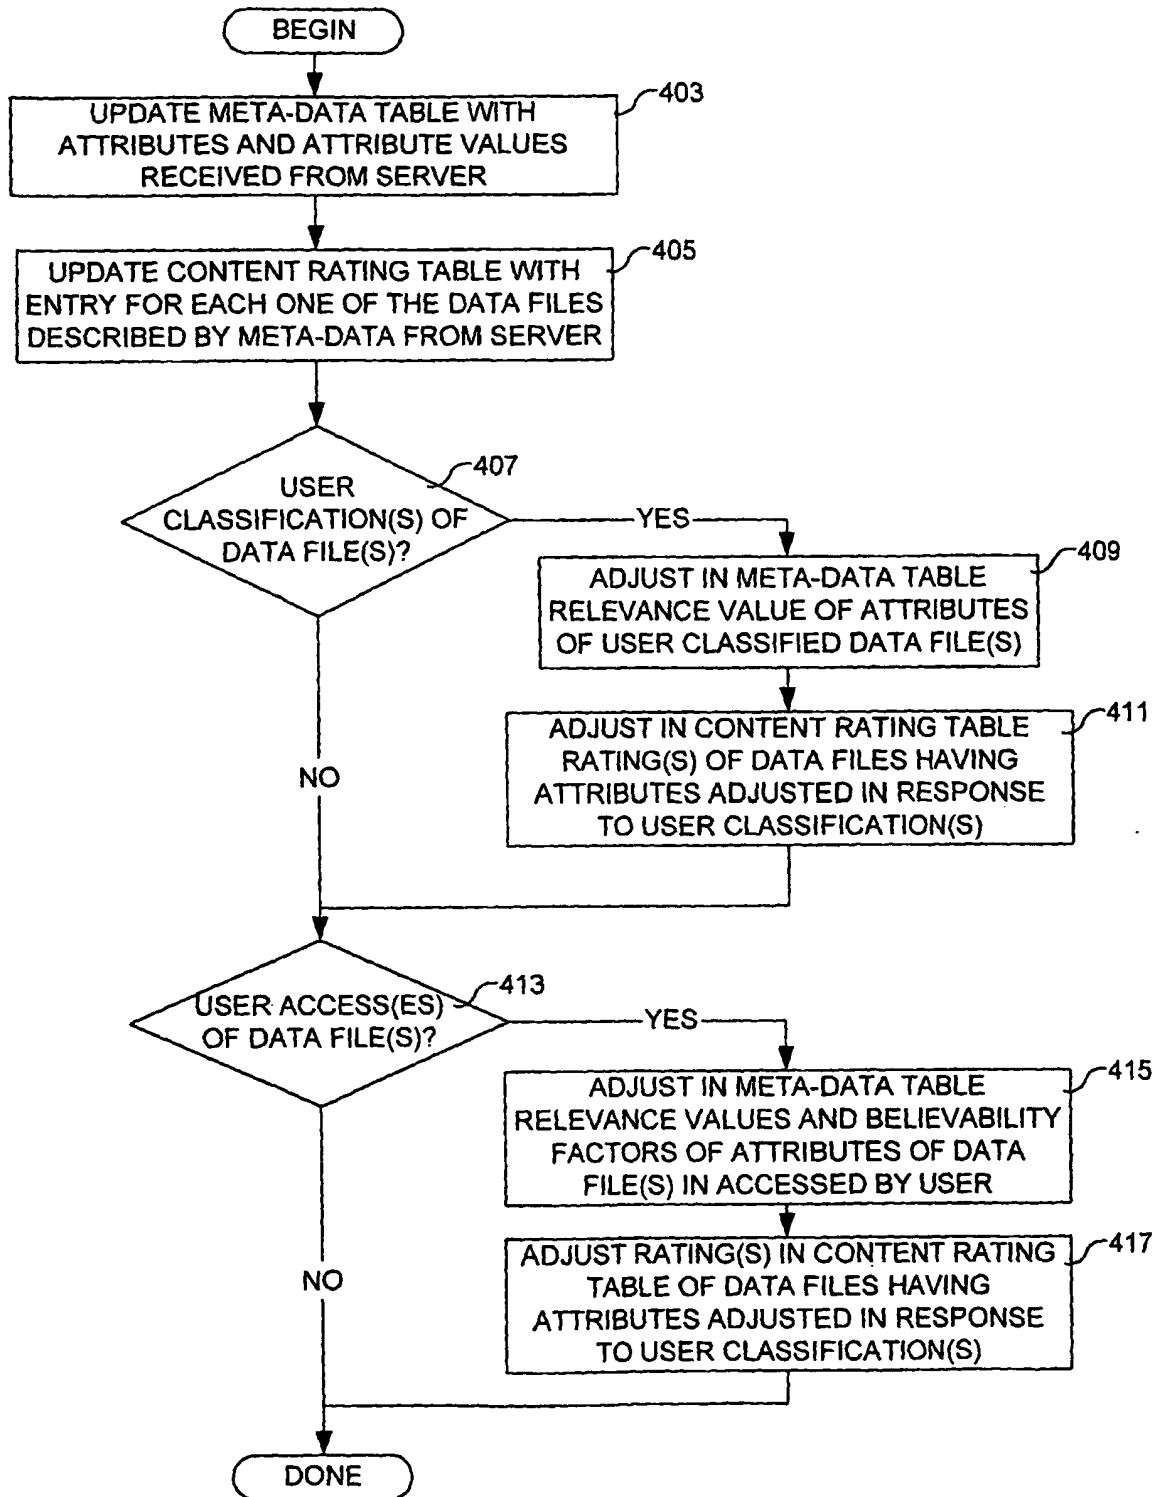 BEGIN
403
UPDATE META-DATA TABLE WITH
ATTRIBUTES AND ATTRIBUTE VALUES
RECEIVED FROM SERVER
405
UPDATE CONTENT RATING TABLE WITH
ENTRY FOR EACH ONE OF THE DATA FILES
DESCRIBED BY META-DATA FROM SERVER
407
USER
CLASSIFICATION(S) OF
DATA FILE(S)?
YES
409
ADJUST IN META-DATA TABLE
RELEVANCE VALUE OF ATTRIBUTES
OF USER CLASSIFIED DATA FILE(S)
411
ADJUST IN CONTENT RATING TABLE
RATING(S) OF DATA FILES HAVING
ATTRIBUTES ADJUSTED IN RESPONSE
TO USER CLASSIFICATION(S)
NO
413
USER ACCESS(ES)
OF DATA FILE(S)?
YES
415
ADJUST IN META-DATA TABLE
RELEVANCE VALUES AND BELIEVABILITY
FACTORS OF ATTRIBUTES OF DATA
FILE(S) IN ACCESSED BY USER
417
ADJUST RATING(S) IN CONTENT RATING
TABLE OF DATA FILES HAVING
ATTRIBUTES ADJUSTED IN RESPONSE
TO USER CLASSIFICATION(S)
NO
DONE